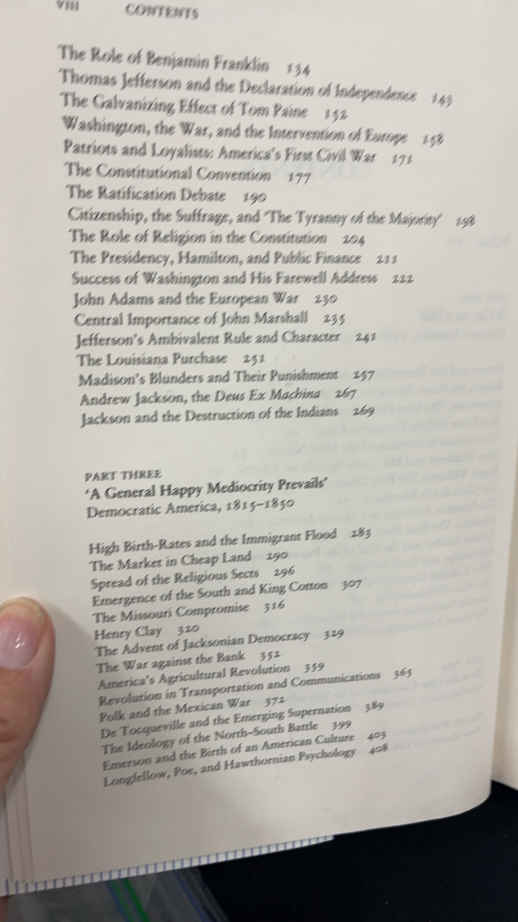 VIII CONTENTS
The Role of Benjamin Franklin 134
Thomas Jefferson and the Declaration of Independence 145
The Galvanizing Effect of Tom Paine 152
Washington, the War, and the Intervention of Europe 158
Patriots and Loyalists: America's First Civil War 171
The Constitutional Convention 177
The Ratification Debate 190
Citizenship, the Suffrage, and 'The Tyranny of the Majority' 198
The Role of Religion in the Constitution 204
The Presidency, Hamilton, and Public Finance 211
Success of Washington and His Farewell Address 222
John Adams and the European War 230
Central Importance of John Marshall 235
Jefferson's Ambivalent Rule and Character 241
The Louisiana Purchase 251
Madison's Blunders and Their Punishment 257
Andrew Jackson, the Deus Ex Machina 267
Jackson and the Destruction of the Indians 269
PART THREE
'A General Happy Mediocrity Prevails'
Democratic America, 1815–1850
High Birth-Rates and the Immigrant Flood 283
The Market in Cheap Land 290
Spread of the Religious Sects 296
Emergence of the South and King Cotton 307
The Missouri Compromise 316
Henry Clay 320
The Advent of Jacksonian Democracy 329
The War against the Bank 352
America's Agricultural Revolution 359
Revolution in Transportation and Communications 365
Polk and the Mexican War 372
De Tocqueville and the Emerging Supernation 389
The Ideology of the North–South Battle 399
Emerson and the Birth of an American Culture 403
Longfellow, Poe, and Hawthornian Psychology 408